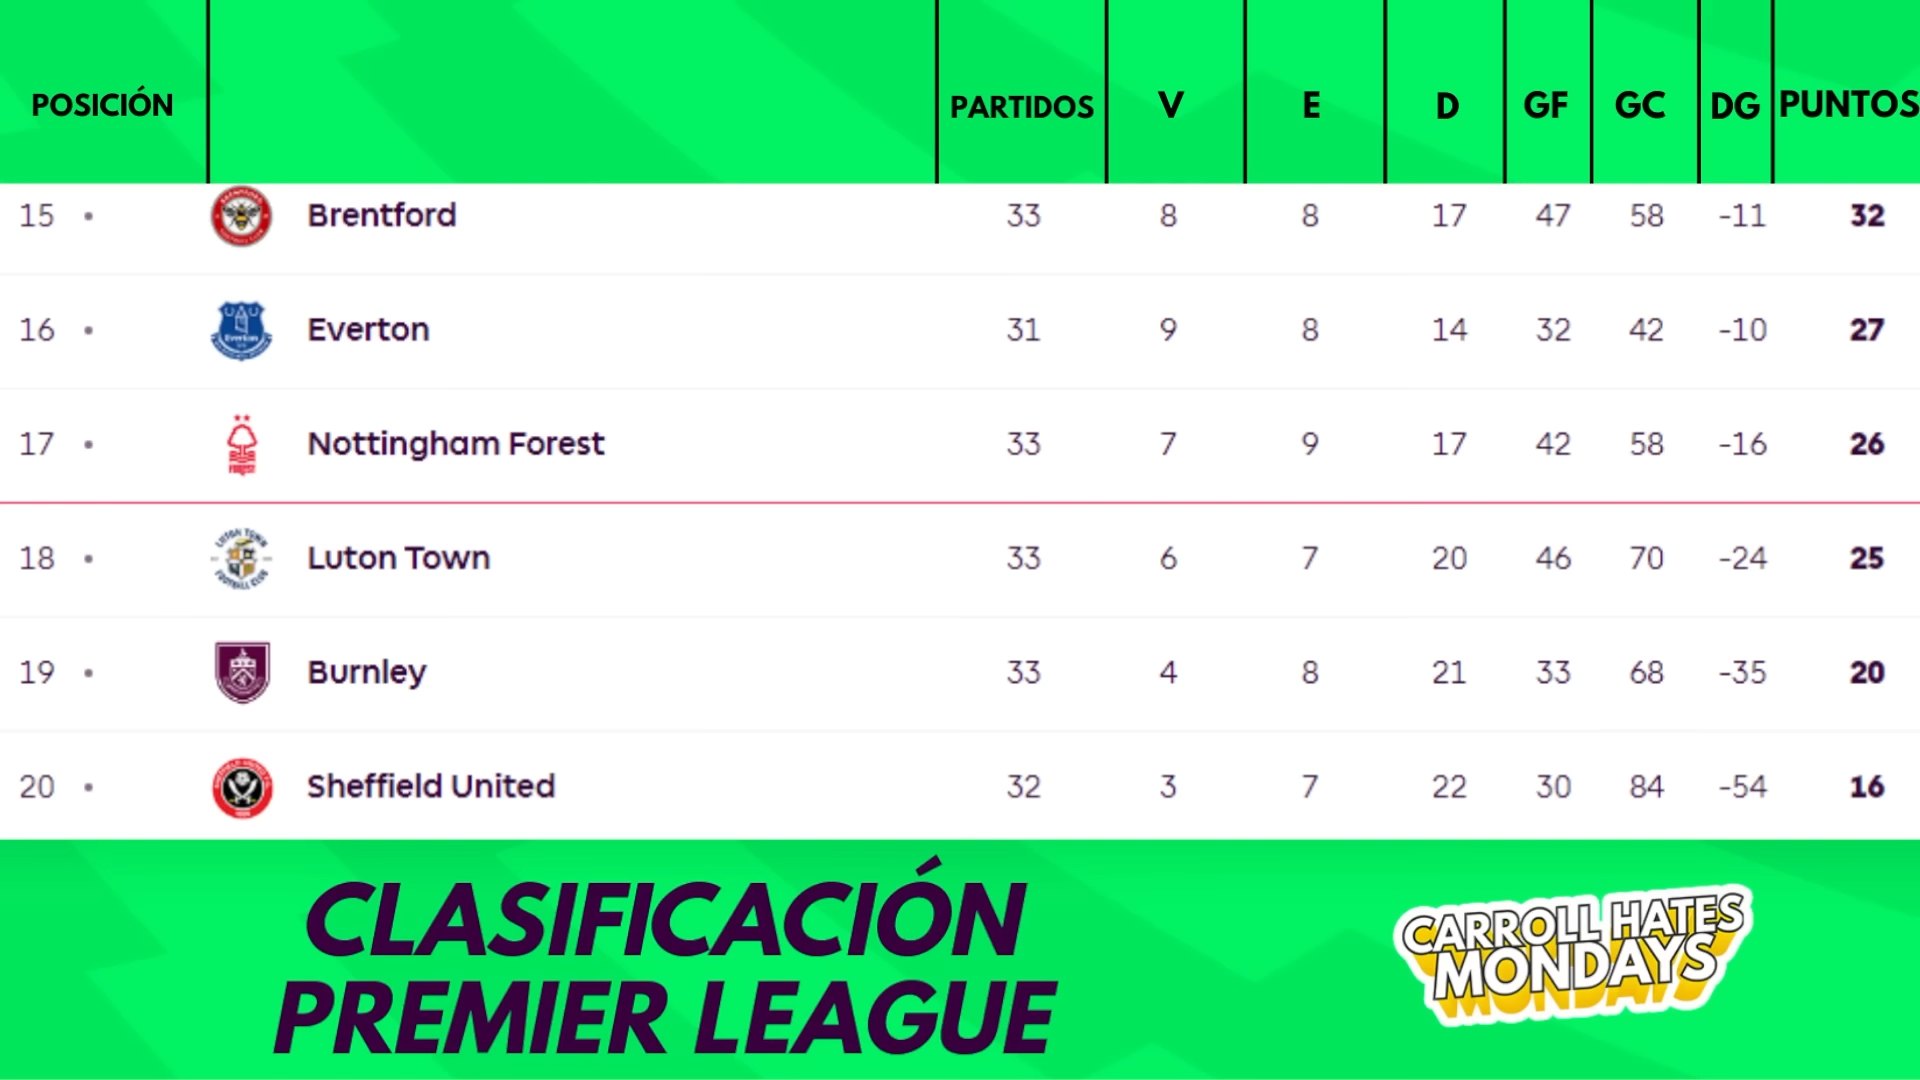 POSICIÓN PARTIDOS V E D GF GC DG PUNTOS
15 • Brentford 33 8 8 17 47 58 -11 32
16 • Everton 31 9 8 14 32 42 -10 27
17 • Nottingham Forest 33 7 9 17 42 58 -16 26
18 • Luton Town 33 6 7 20 46 70 -24 25
19 • Burnley 33 4 8 21 33 68 -35 20
20 • Sheffield United 32 3 7 22 30 84 -54 16
CLASIFICACIÓN
PREMIER LEAGUE
CARROLL HATES
MONDAYS